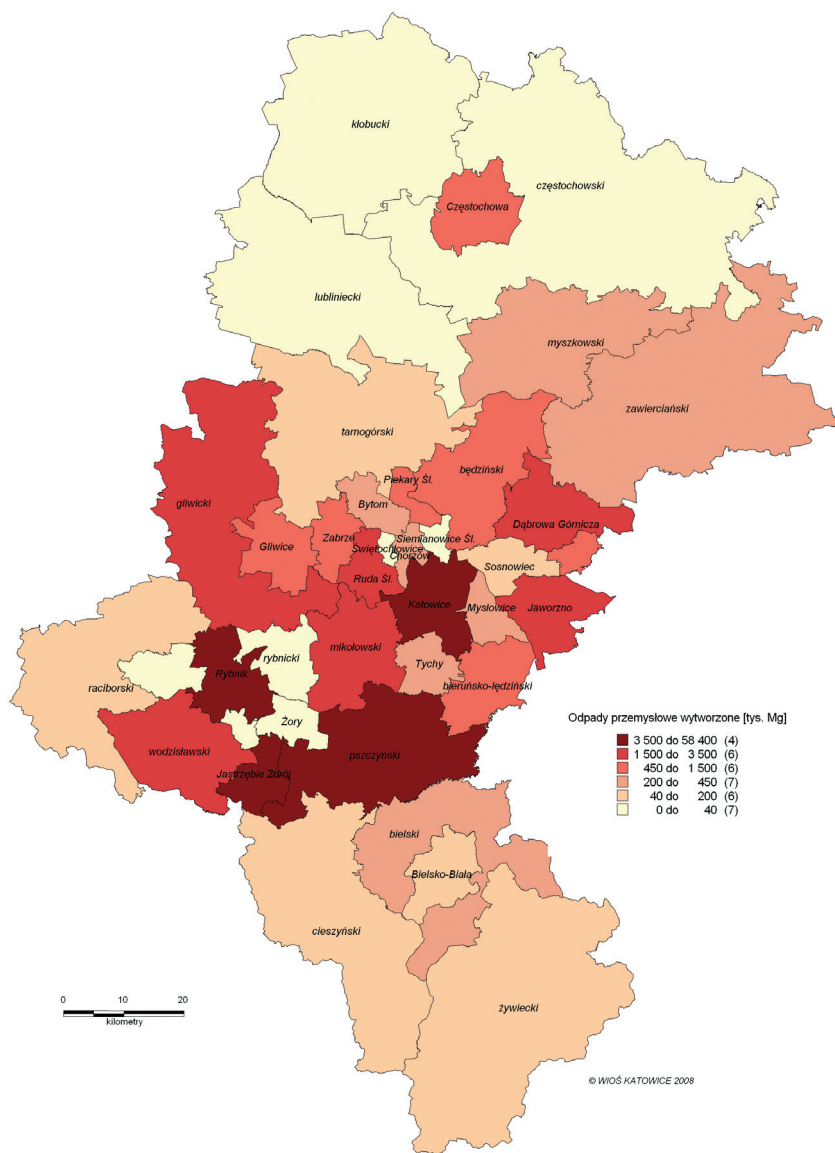 kłobucki
częstochowski
Częstochowa
lubliniecki
myszkowski
zawierciański
tarnogórski
będziński
Piekary Śl.
gliwicki
Bytom
Dąbrowa Górnicza
Zabrze
Siemianowice Śl.
Gliwice
Świętochłowice
Chorzów
Sosnowiec
Ruda Śl.
Katowice
Mysłowice
Jaworzno
mikołowski
rybnicki
Tychy
Rybnik
raciborski
bieruńsko-lędziński
Żory
wodzisławski
pszczyński
Jastrzębie Zdrój
Odpady przemysłowe wytworzone [tys. Mg]
3 500 do 58 400 (4)
1 500 do 3 500 (6)
450 do 1 500 (6)
200 do 450 (7)
40 do 200 (6)
0 do 40 (7)
bielski
Bielsko-Biała
cieszyński
żywiecki
0 10 20
kilometry
© WIOŚ KATOWICE 2008